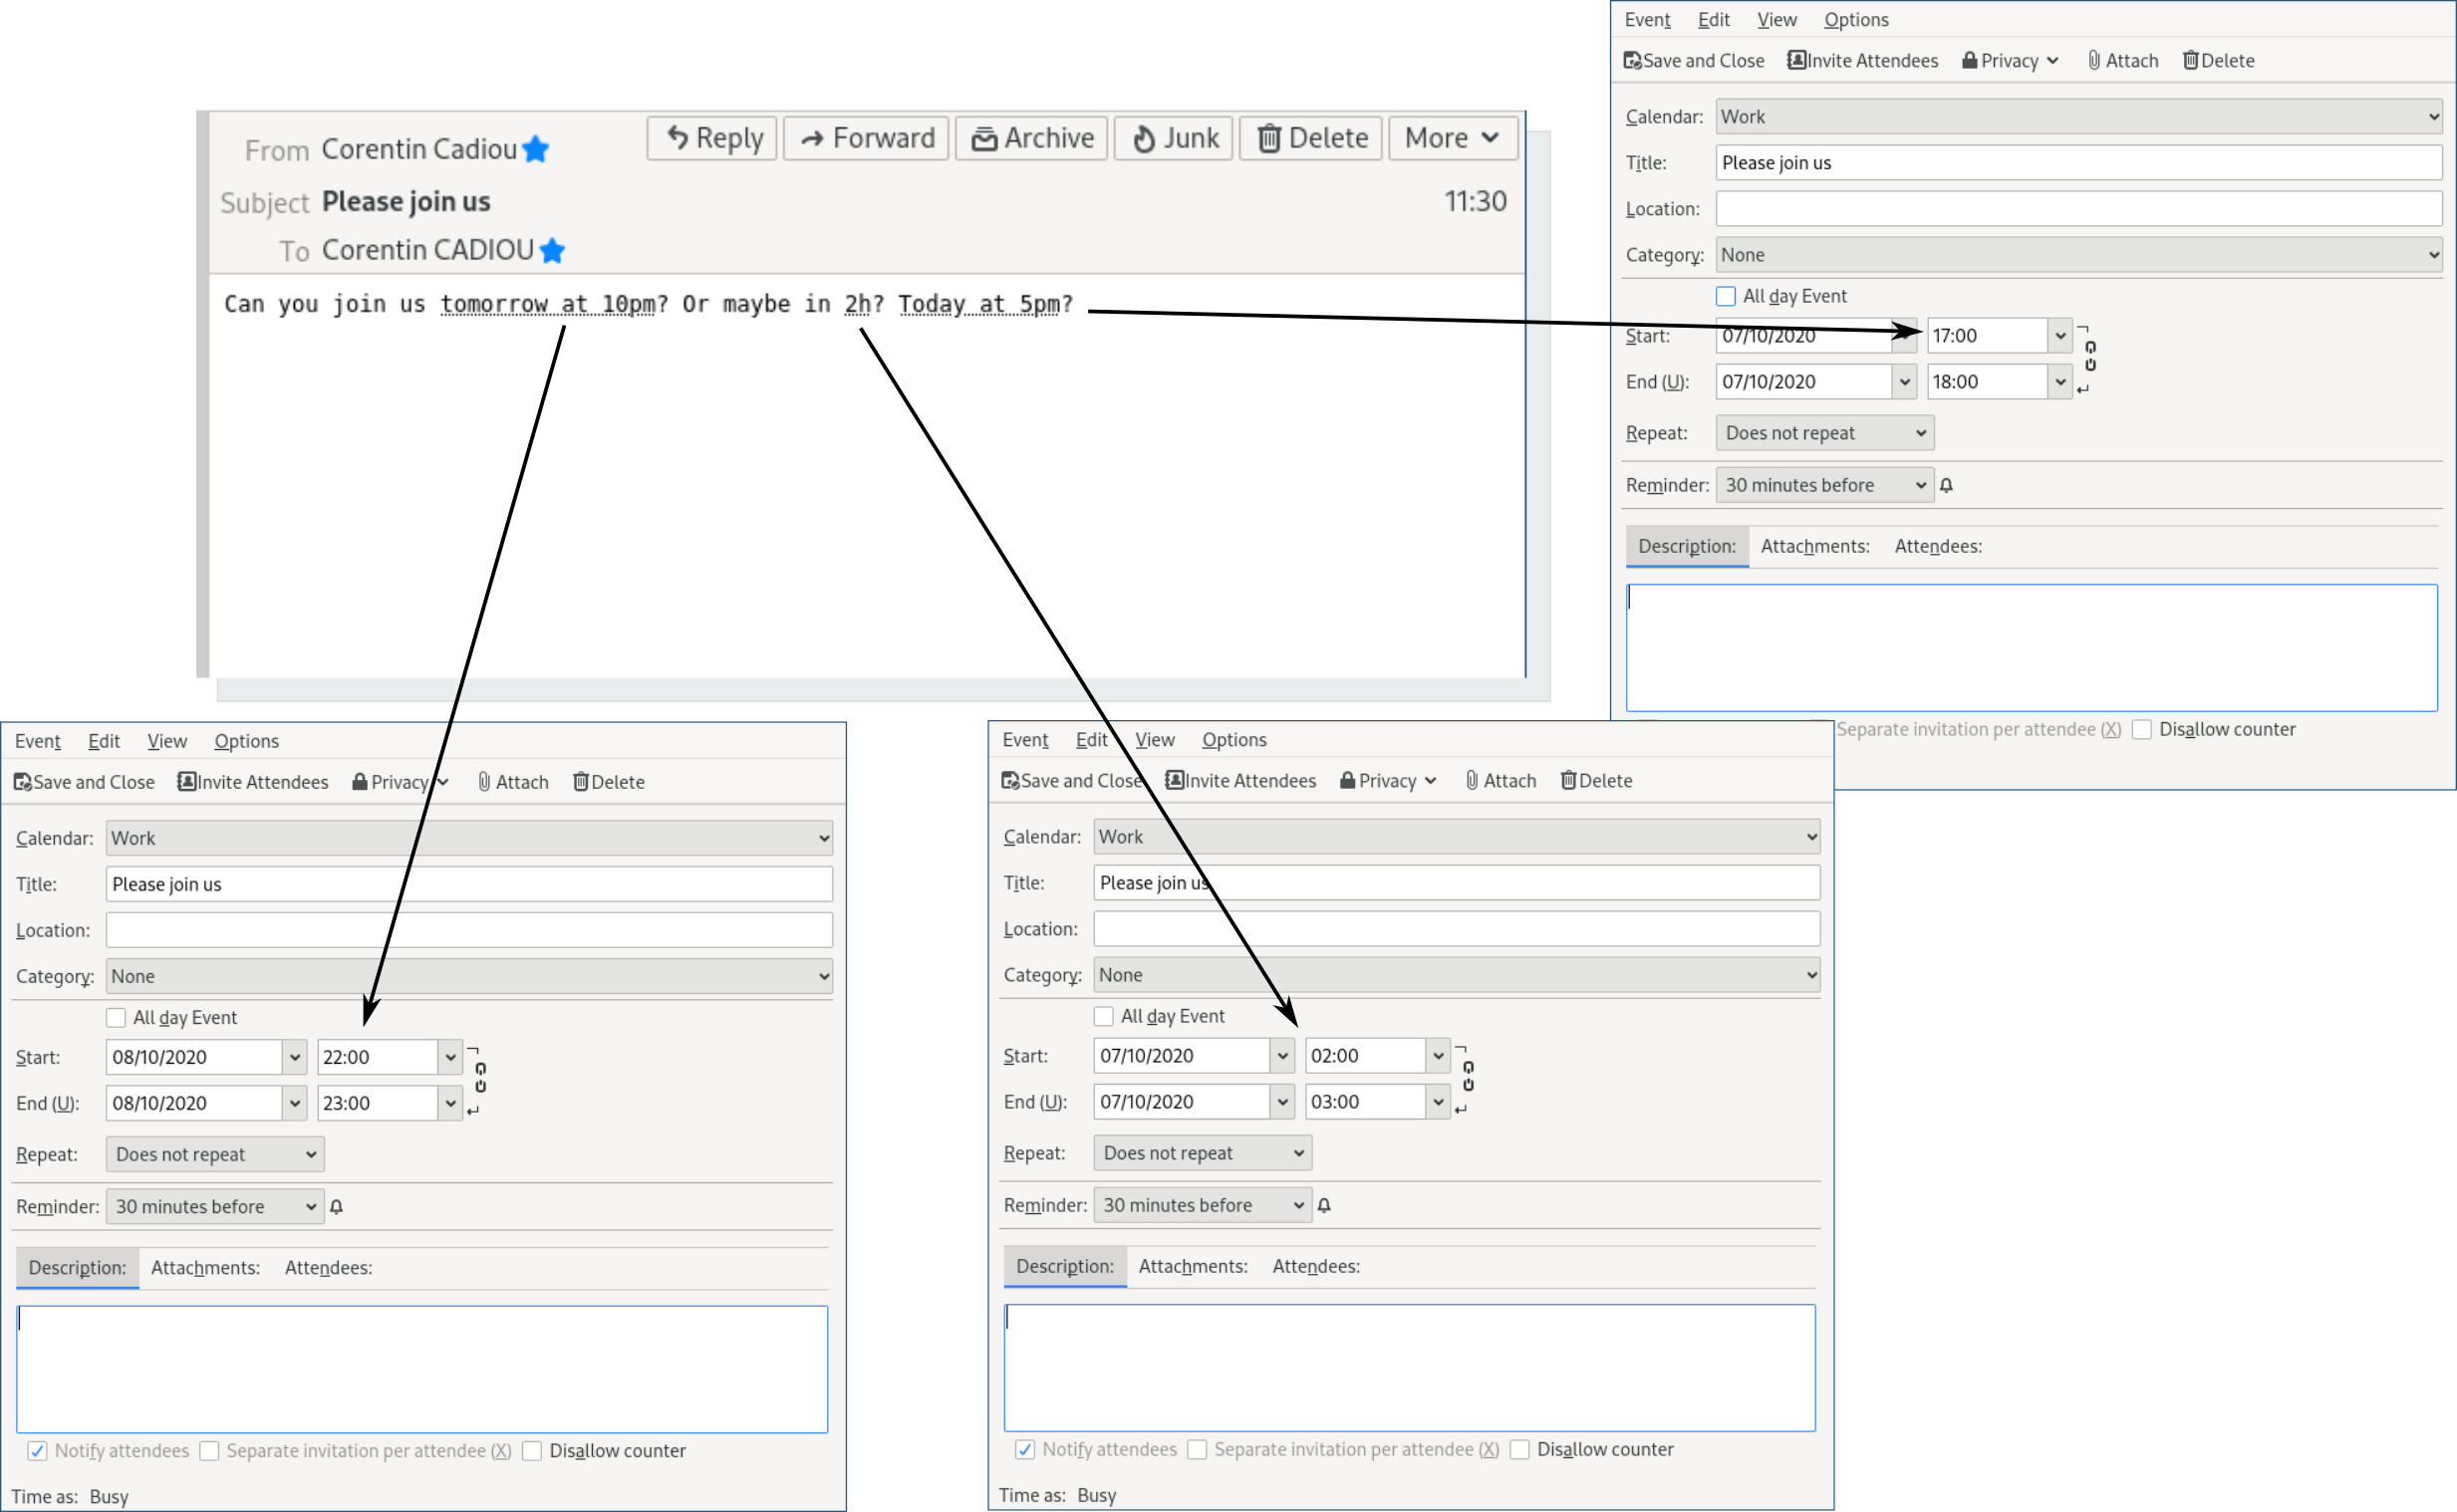 From Corentin Cadiou Reply Forward Archive Junk Delete More
Subject Please join us 11:30
To Corentin CADIOU
Can you join us tomorrow at 10pm? Or maybe in 2h? Today at 5pm?
Event Edit View Options
Save and Close Invite Attendees Privacy Attach Delete
Calendar: Work
Title: Please join us
Location:
Category: None
All day Event
Start: 07/10/2020 17:00
End (U): 07/10/2020 18:00
Repeat: Does not repeat
Reminder: 30 minutes before
Description: Attachments: Attendees:
Separate invitation per attendee (X) Disallow counter
Event Edit View Options
Save and Close Invite Attendees Privacy Attach Delete
Calendar: Work
Title: Please join us
Location:
Category: None
All day Event
Start: 08/10/2020 22:00
End (U): 08/10/2020 23:00
Repeat: Does not repeat
Reminder: 30 minutes before
Description: Attachments: Attendees:
Notify attendees Separate invitation per attendee (X) Disallow counter
Time as: Busy
Event Edit View Options
Save and Close Invite Attendees Privacy Attach Delete
Calendar: Work
Title: Please join us
Location:
Category: None
All day Event
Start: 07/10/2020 02:00
End (U): 07/10/2020 03:00
Repeat: Does not repeat
Reminder: 30 minutes before
Description: Attachments: Attendees:
Notify attendees Separate invitation per attendee (X) Disallow counter
Time as: Busy